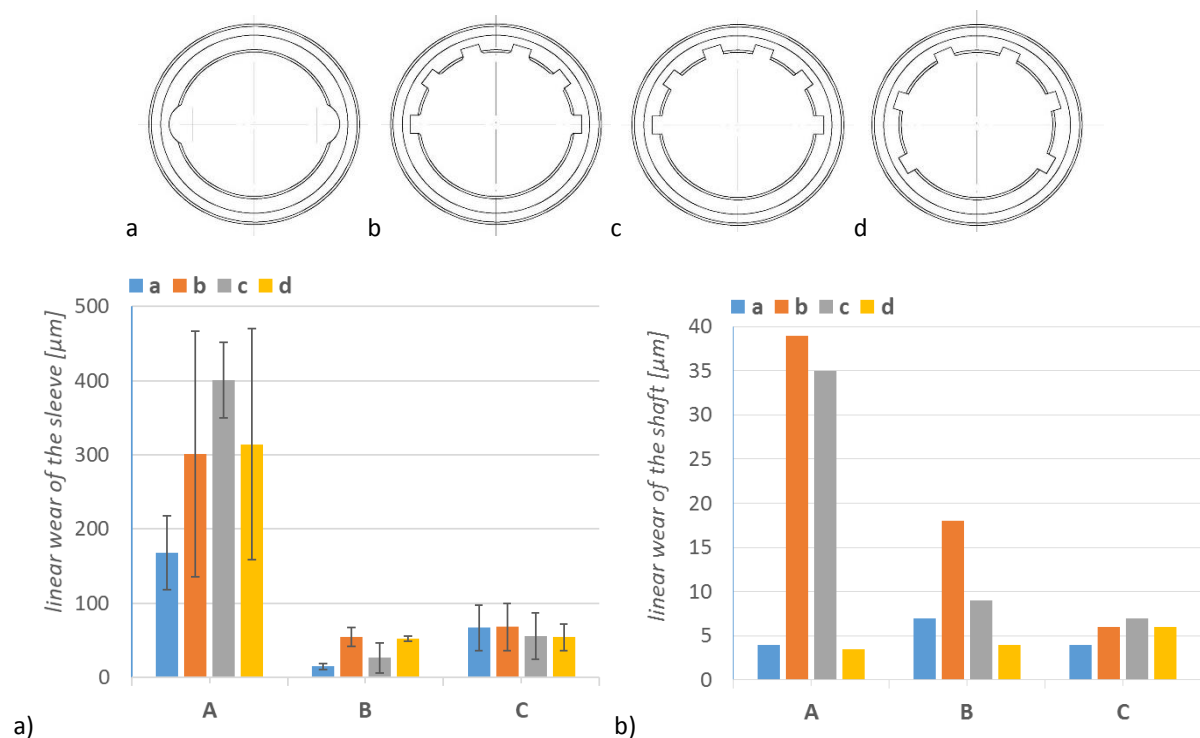 a b c d
a b c d
linear wear of the sleeve [µm]
500
400
300
200
100
0
A B C
a)
a b c d
linear wear of the shaft [µm]
40
35
30
25
20
15
10
5
0
A B C
b)